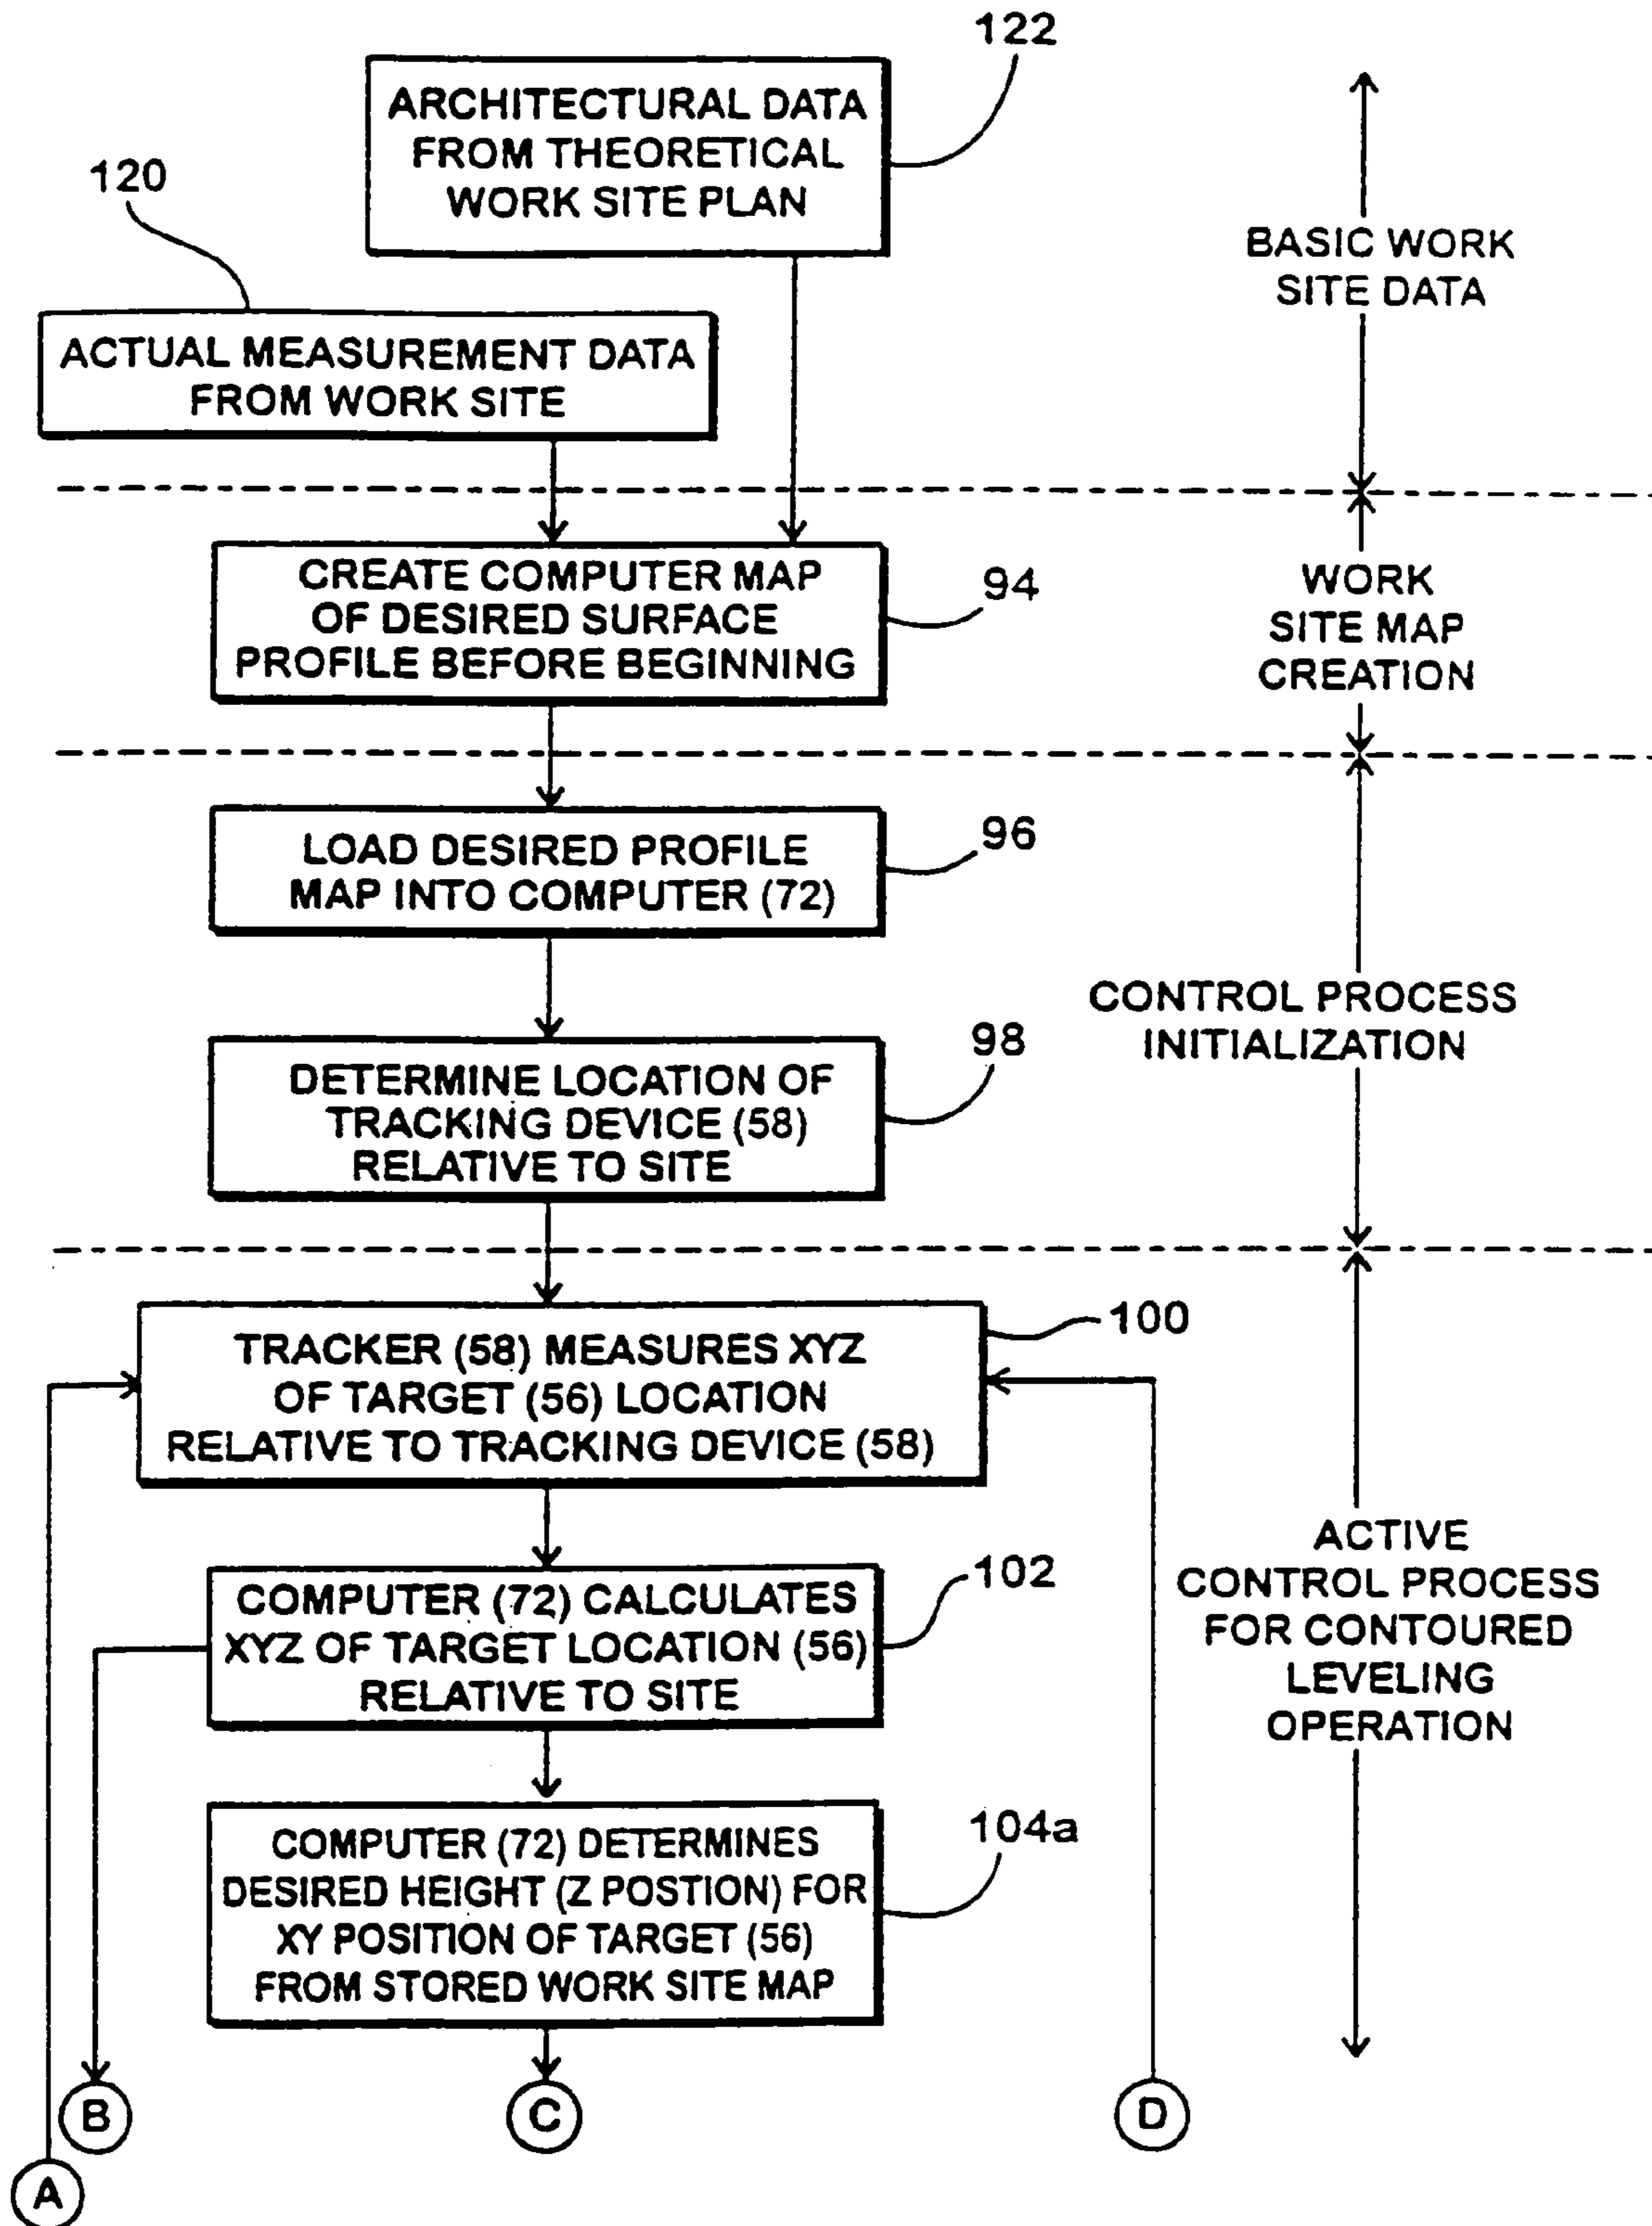 122
ARCHITECTURAL DATA
FROM THEORETICAL
WORK SITE PLAN
120
ACTUAL MEASUREMENT DATA
FROM WORK SITE
BASIC WORK
SITE DATA
CREATE COMPUTER MAP
OF DESIRED SURFACE
PROFILE BEFORE BEGINNING
94
WORK
SITE MAP
CREATION
LOAD DESIRED PROFILE
MAP INTO COMPUTER (72)
96
DETERMINE LOCATION OF
TRACKING DEVICE (58)
RELATIVE TO SITE
98
CONTROL PROCESS
INITIALIZATION
TRACKER (58) MEASURES XYZ
OF TARGET (56) LOCATION
RELATIVE TO TRACKING DEVICE (58)
100
COMPUTER (72) CALCULATES
XYZ OF TARGET LOCATION (56)
RELATIVE TO SITE
102
ACTIVE
CONTROL PROCESS
FOR CONTOURED
LEVELING
OPERATION
COMPUTER (72) DETERMINES
DESIRED HEIGHT (Z POSTION) FOR
XY POSITION OF TARGET (56)
FROM STORED WORK SITE MAP
104a
B
C
D
A